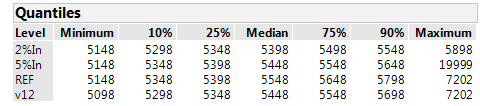 Quantiles
Level Minimum 10% 25% Median 75% 90% Maximum
2%In 5148 5298 5348 5398 5498 5548 5898
5%In 5148 5348 5398 5448 5548 5648 19999
REF 5148 5348 5398 5448 5648 5798 7202
v12 5098 5298 5348 5448 5548 5698 7202